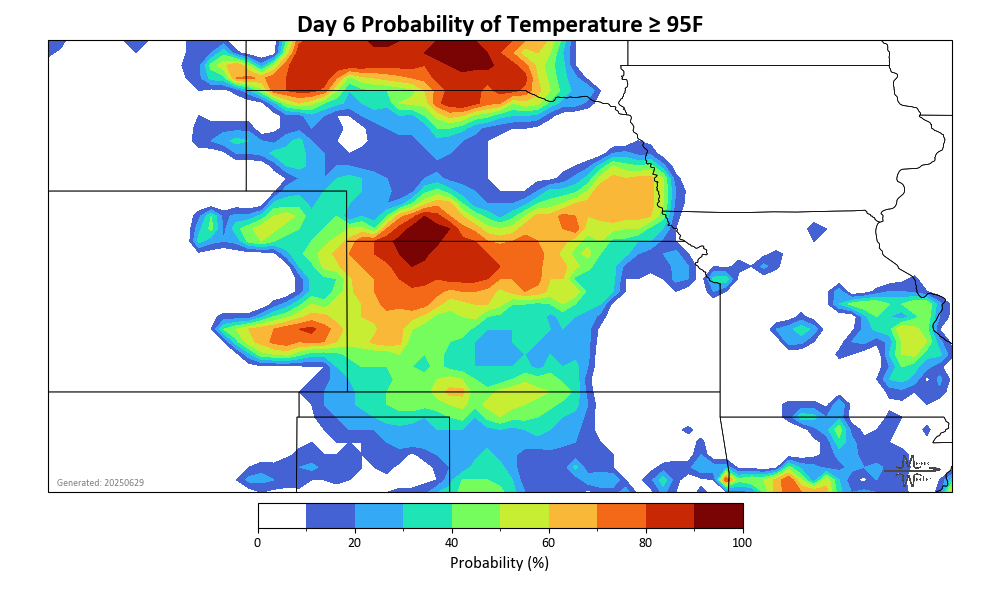 Day 6 Probability of Temperature ≥ 95F
Generated: 20250629
0 20 40 60 80 100
Probability (%)